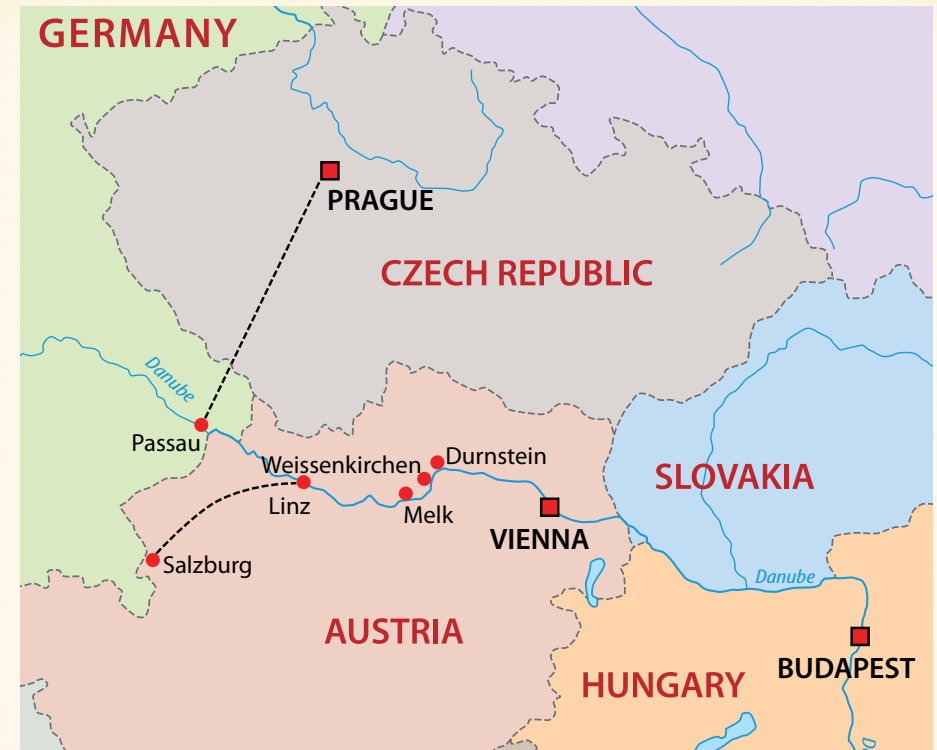 GERMANY
PRAGUE
CZECH REPUBLIC
Danube
Passau
Weissenkirchen
Durnstein
Linz
Melk
SLOVAKIA
VIENNA
Salzburg
Danube
AUSTRIA
BUDAPEST
HUNGARY